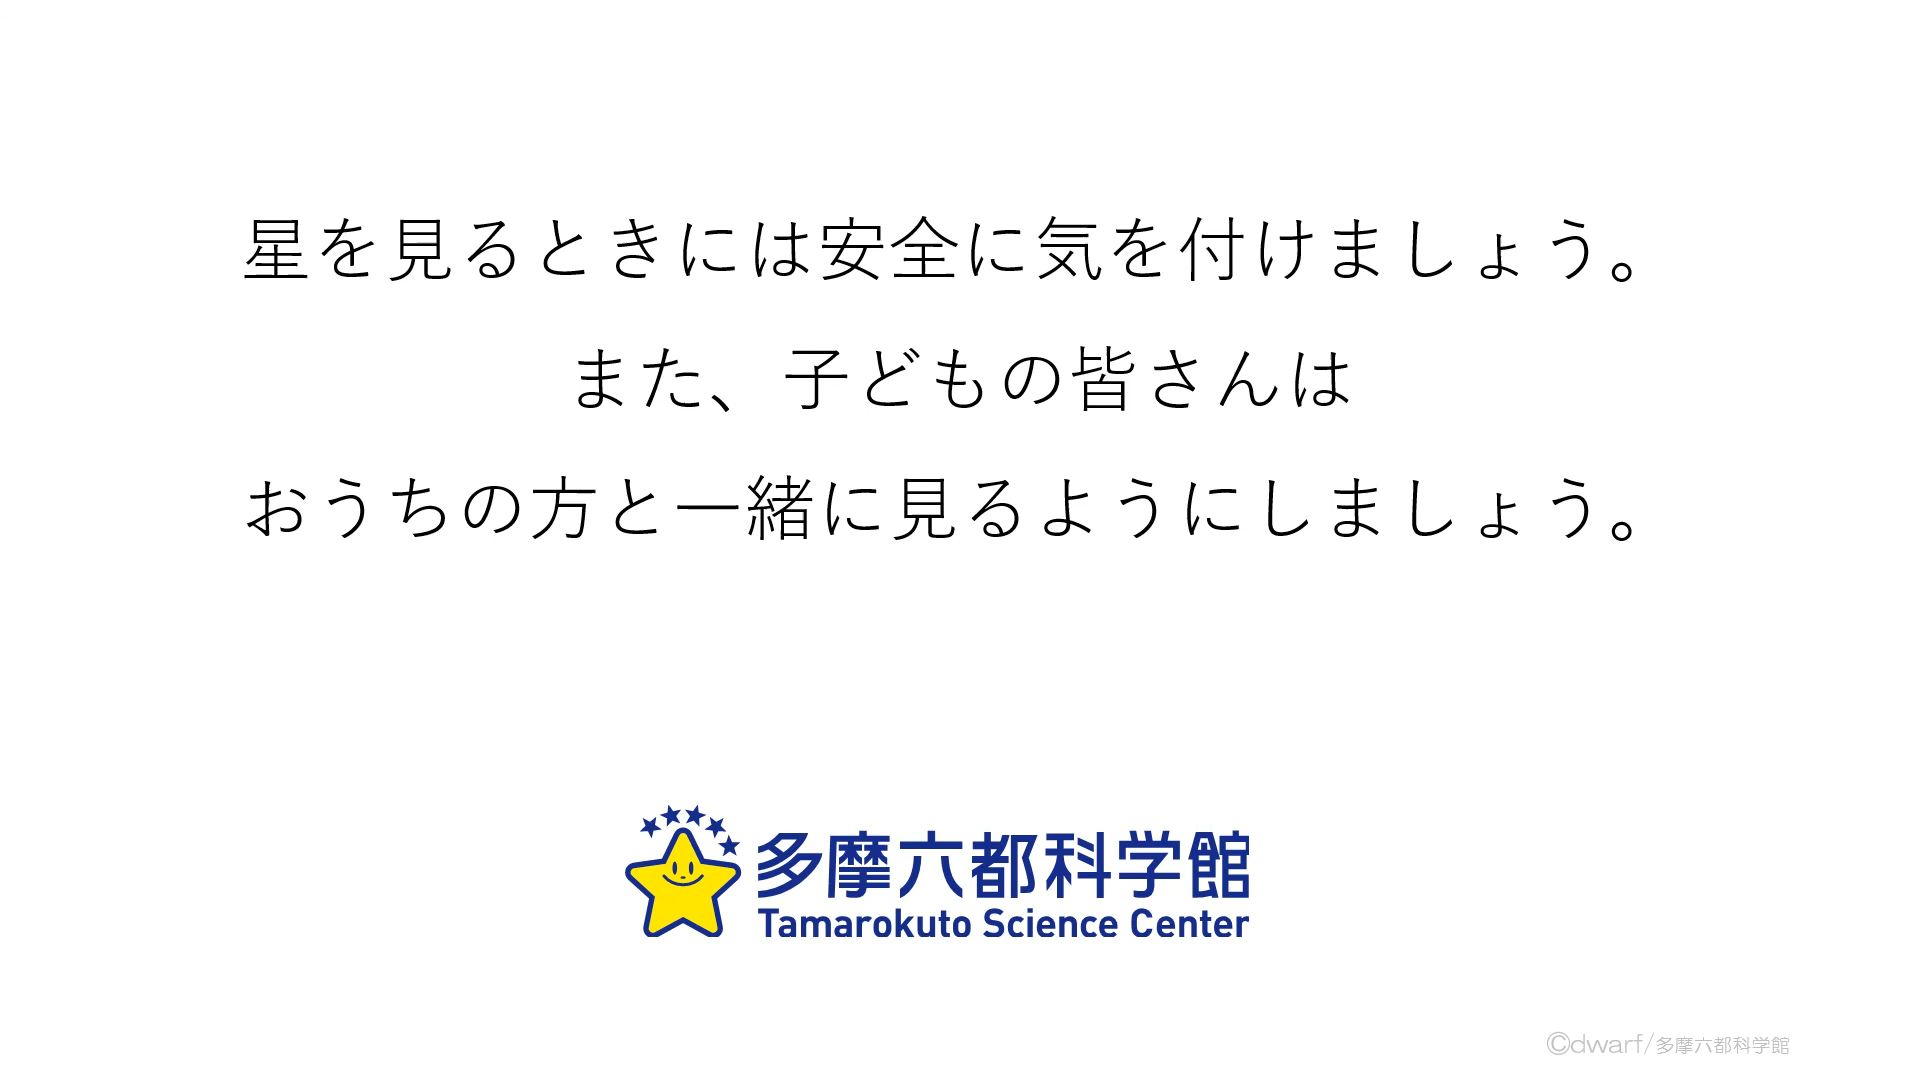 星を見るときには安全に気を付けましょう。
また、子どもの皆さんは
おうちの方と一緒に見るようにしましょう。
多摩六都科学館
Tamarokuto Science Center
©dwarf/多摩六都科学館